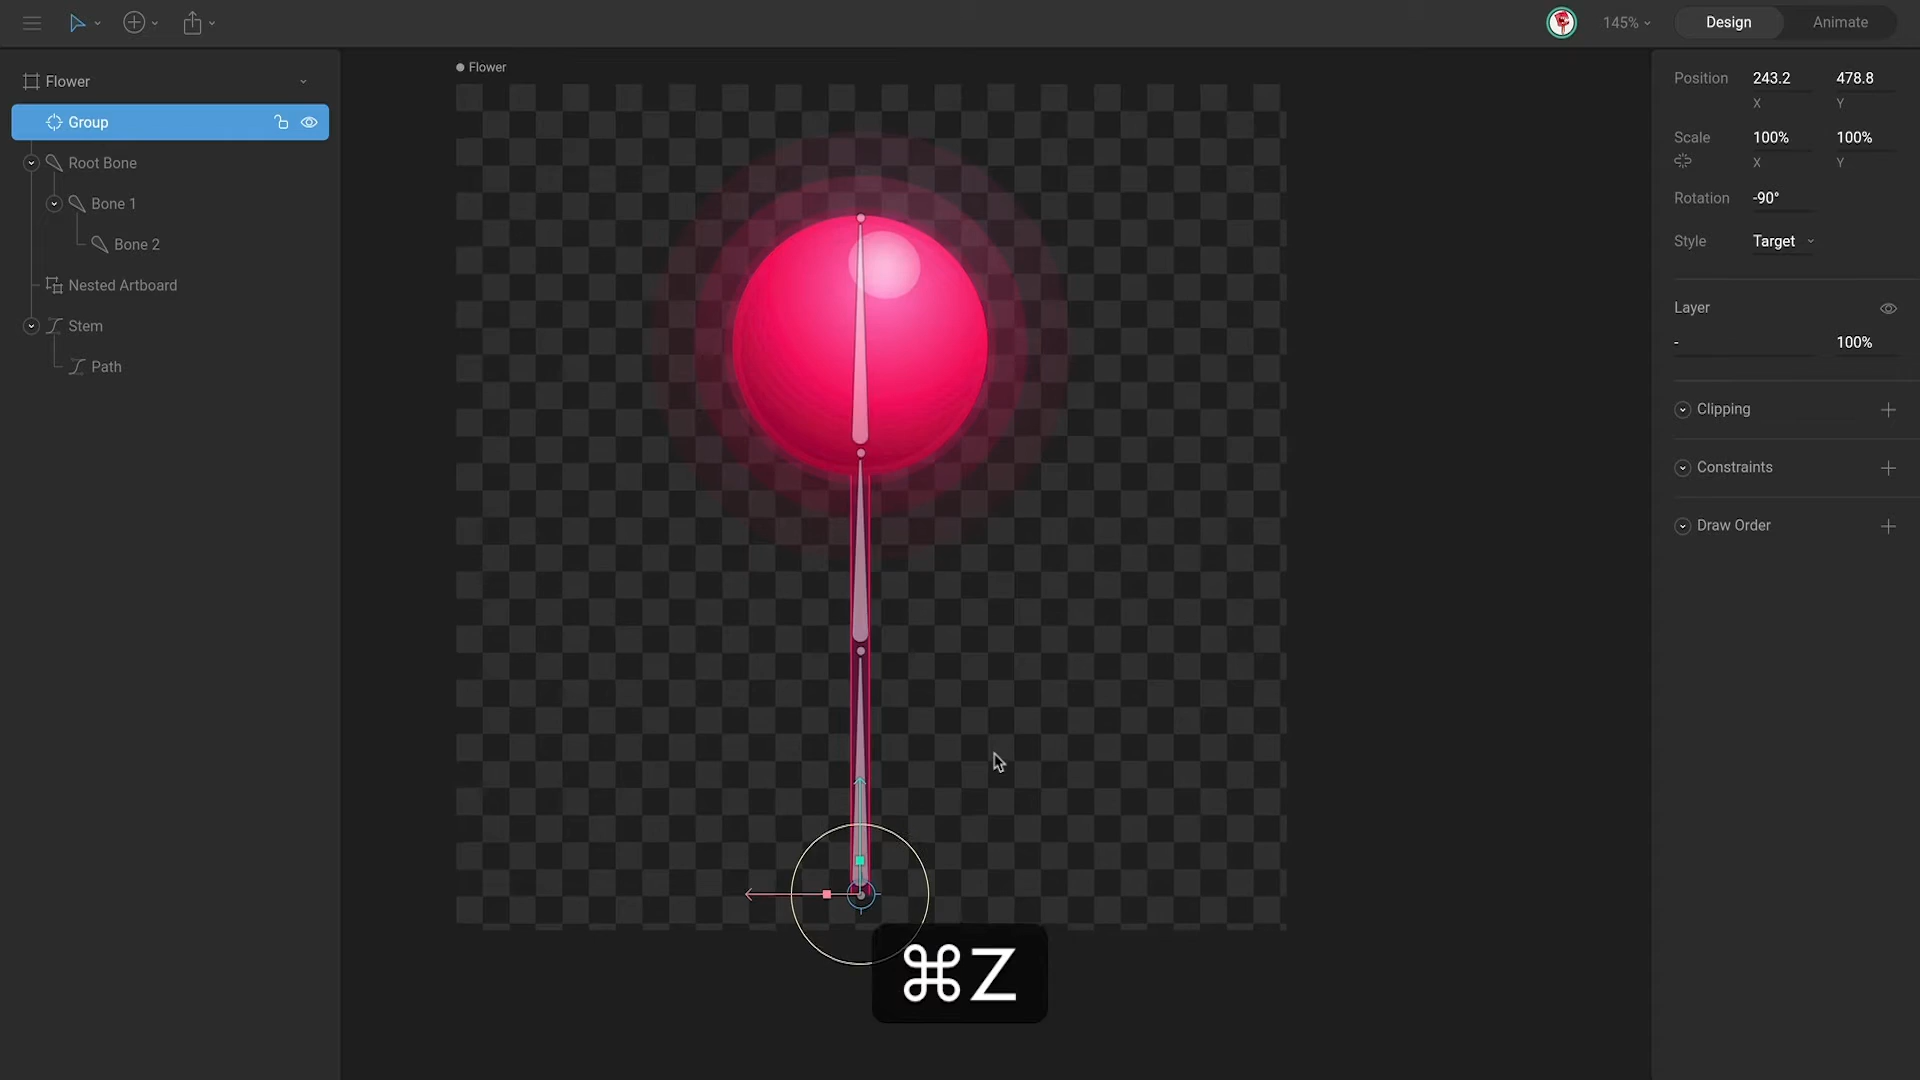 145%
Design
Animate
Flower
Group
Root Bone
Bone 1
Bone 2
Nested Artboard
Stem
Path
Flower
⌘Z
Position 243.2 478.8
X Y
Scale 100% 100%
X Y
Rotation -90°
Style Target
Layer
- 100%
Clipping
Constraints
Draw Order